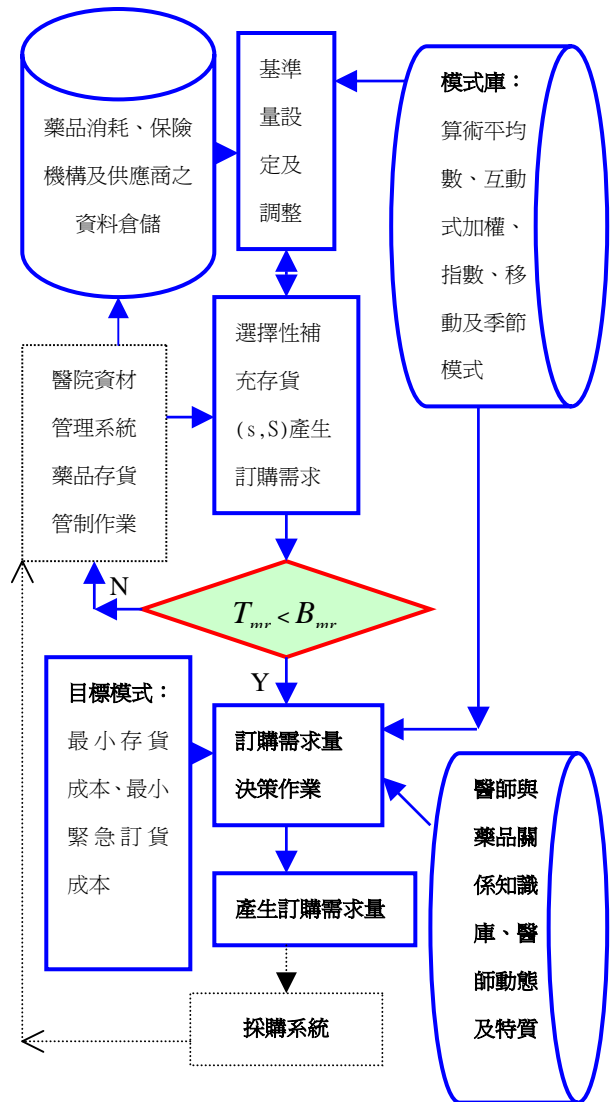 藥品消耗、保險
機構及供應商之
資料倉儲
基準
量設
定及
調整
模式庫：
算術平均
數、互動
式加權、
指數、移
動及季節
模式
醫院資材
管理系統
藥品存貨
管制作業
選擇性補
充存貨
(s,S)產生
訂購需求
N
T_mr < B_mr
Y
目標模式：
最小存貨
成本、最小
緊急訂貨
成本
訂購需求量
決策作業
醫師與
藥品關
係知識
庫、醫
師動態
及特質
產生訂購需求量
採購系統